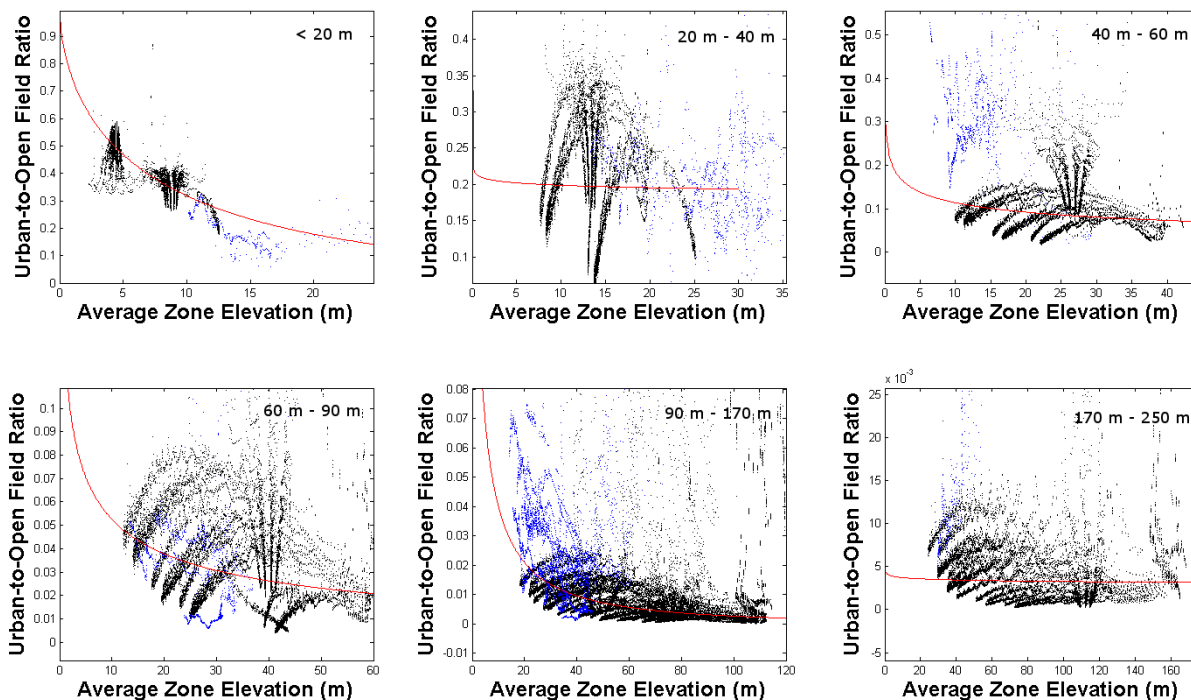 < 20 m
Urban-to-Open Field Ratio
0.9
0.8
0.7
0.6
0.5
0.4
0.3
0.2
0.1
0
0 5 10 15 20
Average Zone Elevation (m)
20 m - 40 m
Urban-to-Open Field Ratio
0.4
0.35
0.3
0.25
0.2
0.15
0.1
0 5 10 15 20 25 30 35
Average Zone Elevation (m)
40 m - 60 m
Urban-to-Open Field Ratio
0.5
0.4
0.3
0.2
0.1
0
0 5 10 15 20 25 30 35 40
Average Zone Elevation (m)
60 m - 90 m
Urban-to-Open Field Ratio
0.1
0.09
0.08
0.07
0.06
0.05
0.04
0.03
0.02
0.01
0
0 10 20 30 40 50 60
Average Zone Elevation (m)
90 m - 170 m
Urban-to-Open Field Ratio
0.08
0.07
0.06
0.05
0.04
0.03
0.02
0.01
0
-0.01
0 20 40 60 80 100 120
Average Zone Elevation (m)
x 10⁻³
170 m - 250 m
Urban-to-Open Field Ratio
25
20
15
10
5
0
-5
0 20 40 60 80 100 120 140 160
Average Zone Elevation (m)